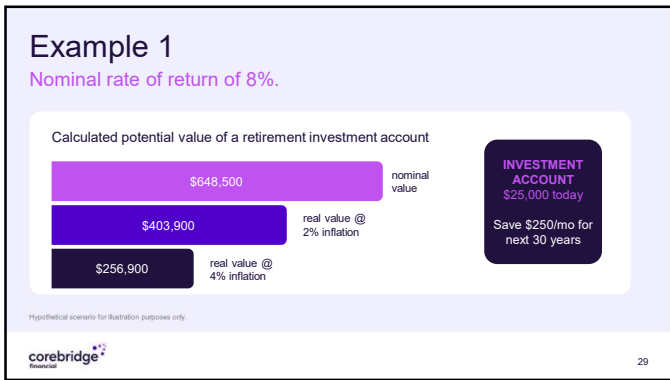 Example 1
Nominal rate of return of 8%.
Calculated potential value of a retirement investment account
$648,500
nominal
value
$403,900
real value @
2% inflation
$256,900
real value @
4% inflation
INVESTMENT
ACCOUNT
$25,000 today
Save $250/mo for
next 30 years
Hypothetical scenario for illustration purposes only.
corebridge
financial
29